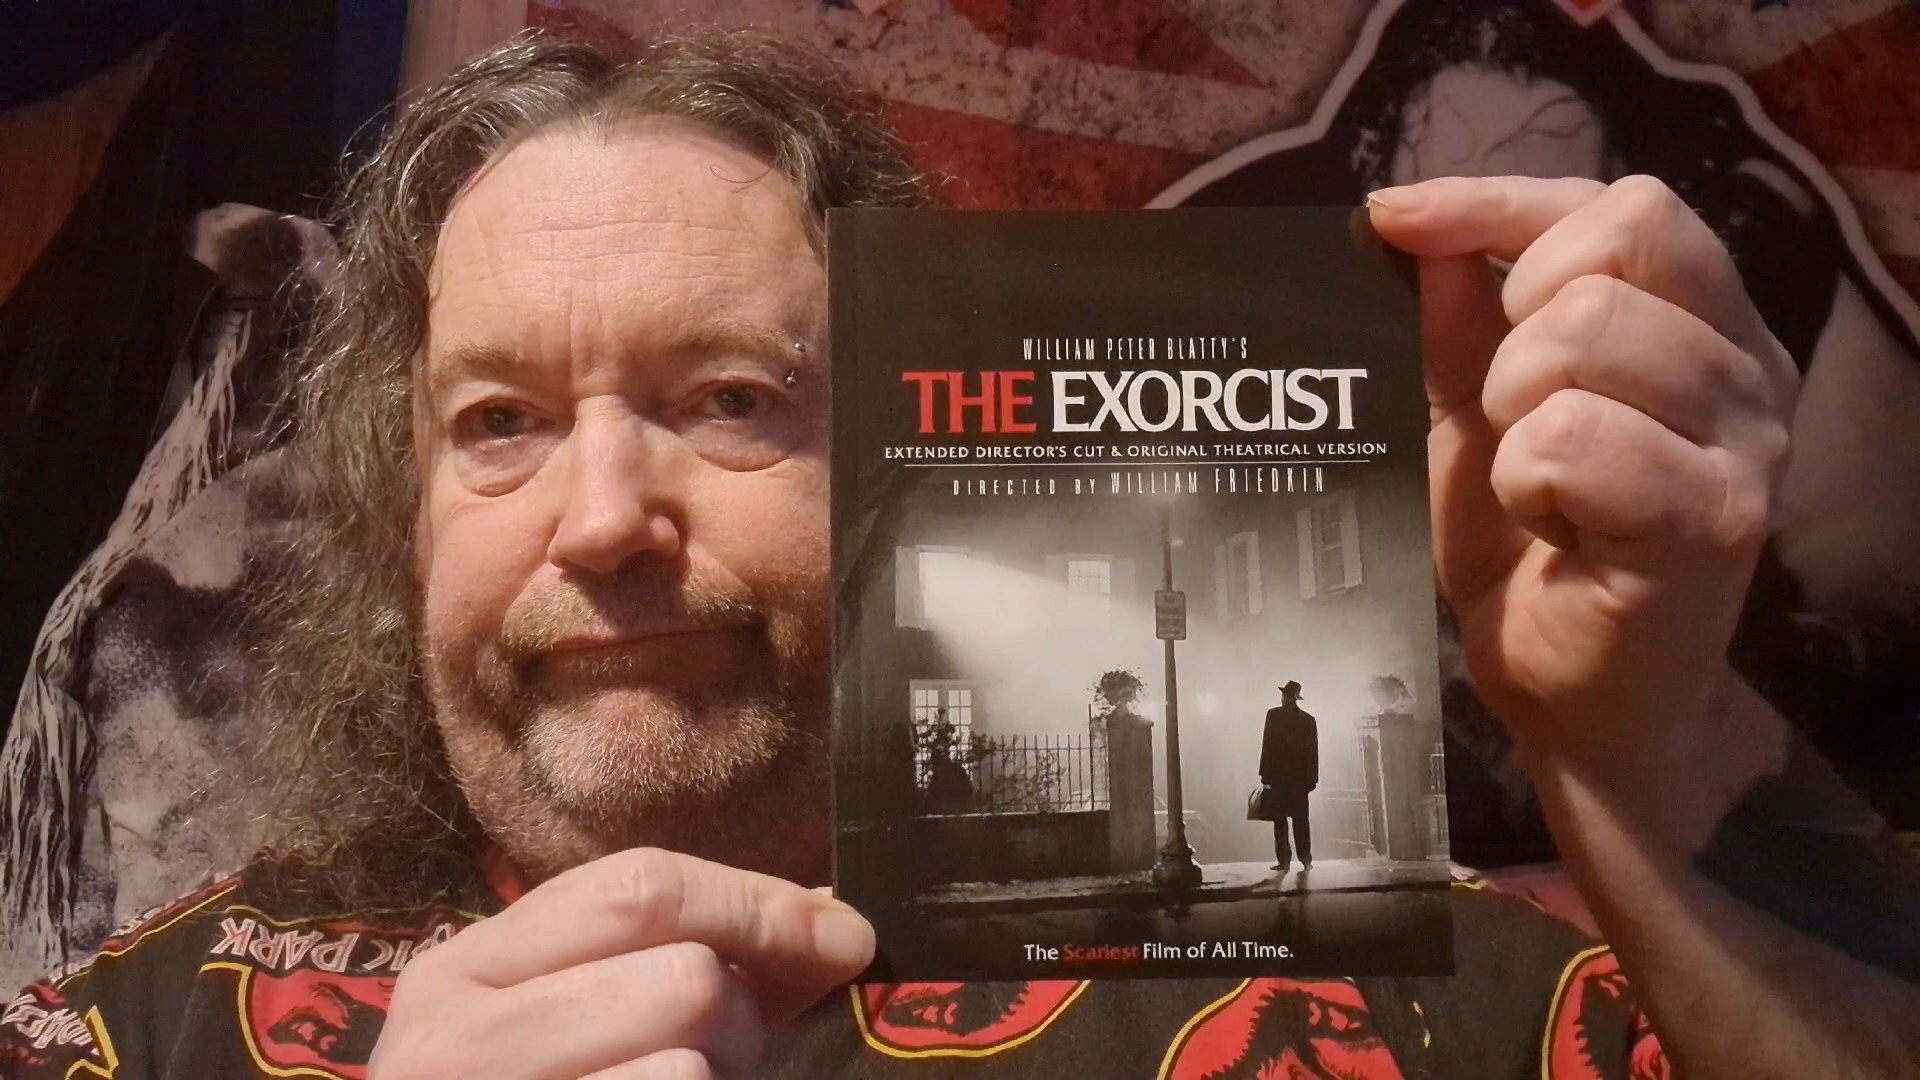 WILLIAM PETER BLATTY'S
THE EXORCIST
EXTENDED DIRECTOR'S CUT & ORIGINAL THEATRICAL VERSION
DIRECTED BY WILLIAM FRIEDKIN
The Scariest Film of All Time.
PARK